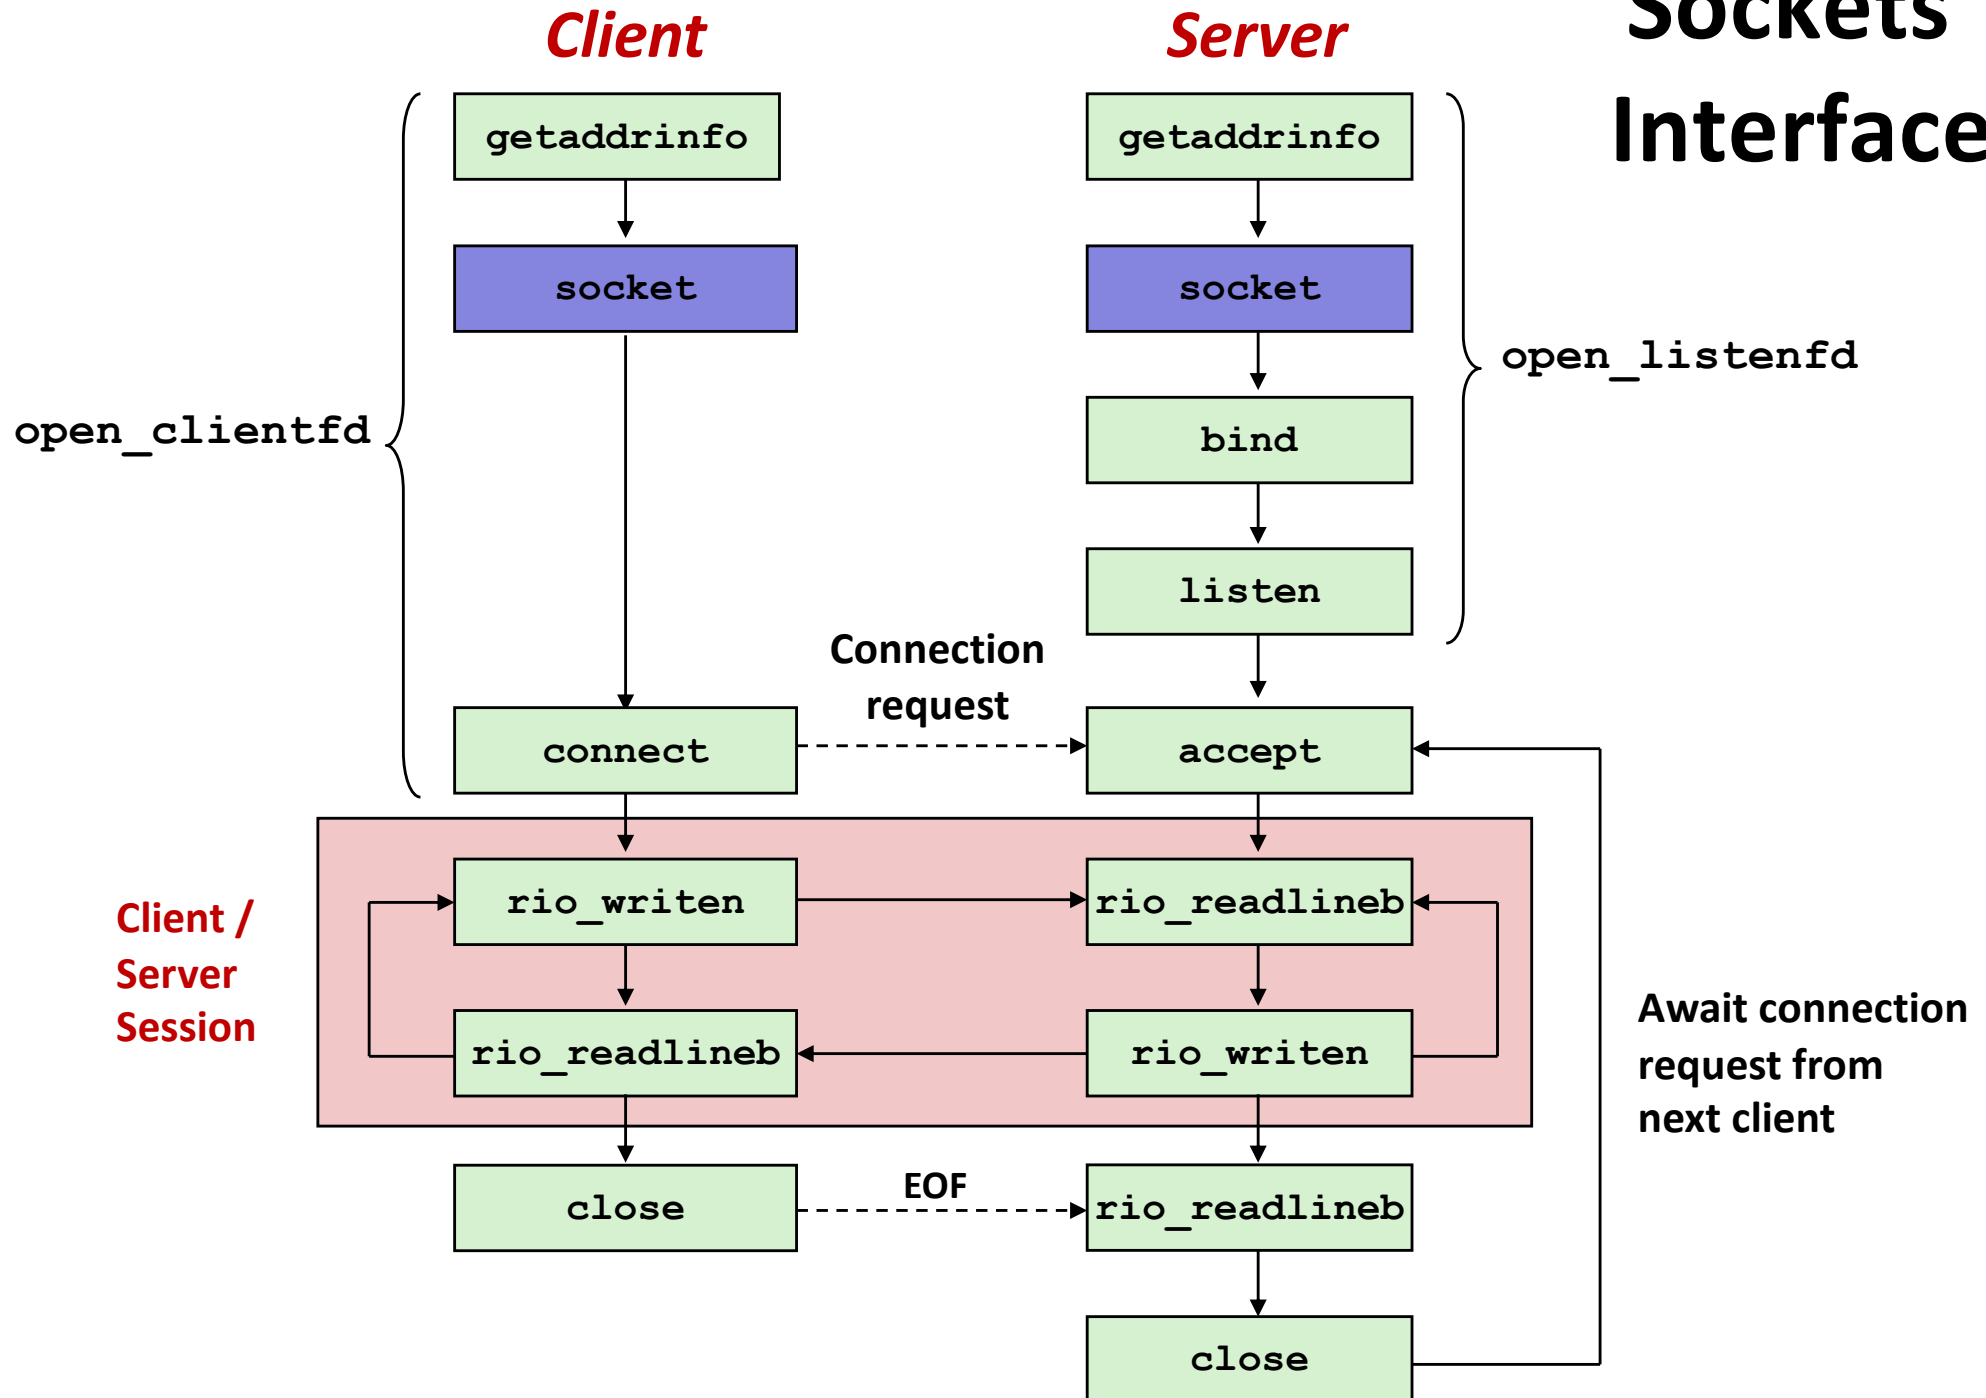 Client
Server
Sockets
Interface
getaddrinfo
getaddrinfo
socket
socket
open_listenfd
open_clientfd
bind
listen
Connection
request
connect
accept
rio_writen
rio_readlineb
Client /
Server
Session
rio_readlineb
rio_writen
Await connection
request from
next client
close
EOF
rio_readlineb
close